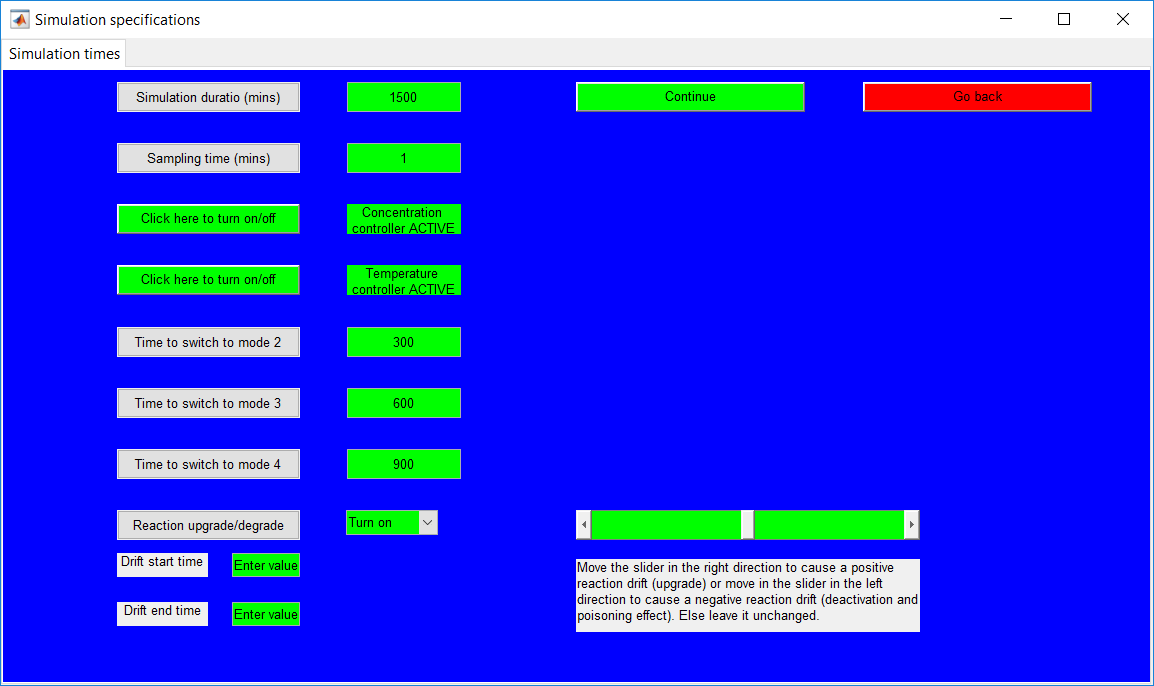 Simulation specifications
Simulation times
Simulation duratio (mins)
1500
Continue
Go back
Sampling time (mins)
1
Click here to turn on/off
Concentration
controller ACTIVE
Click here to turn on/off
Temperature
controller ACTIVE
Time to switch to mode 2
300
Time to switch to mode 3
600
Time to switch to mode 4
900
Reaction upgrade/degrade
Turn on
Drift start time
Enter value
Drift end time
Enter value
Move the slider in the right direction to cause a positive
reaction drift (upgrade) or move in the slider in the left
direction to cause a negative reaction drift (deactivation and
poisoning effect). Else leave it unchanged.